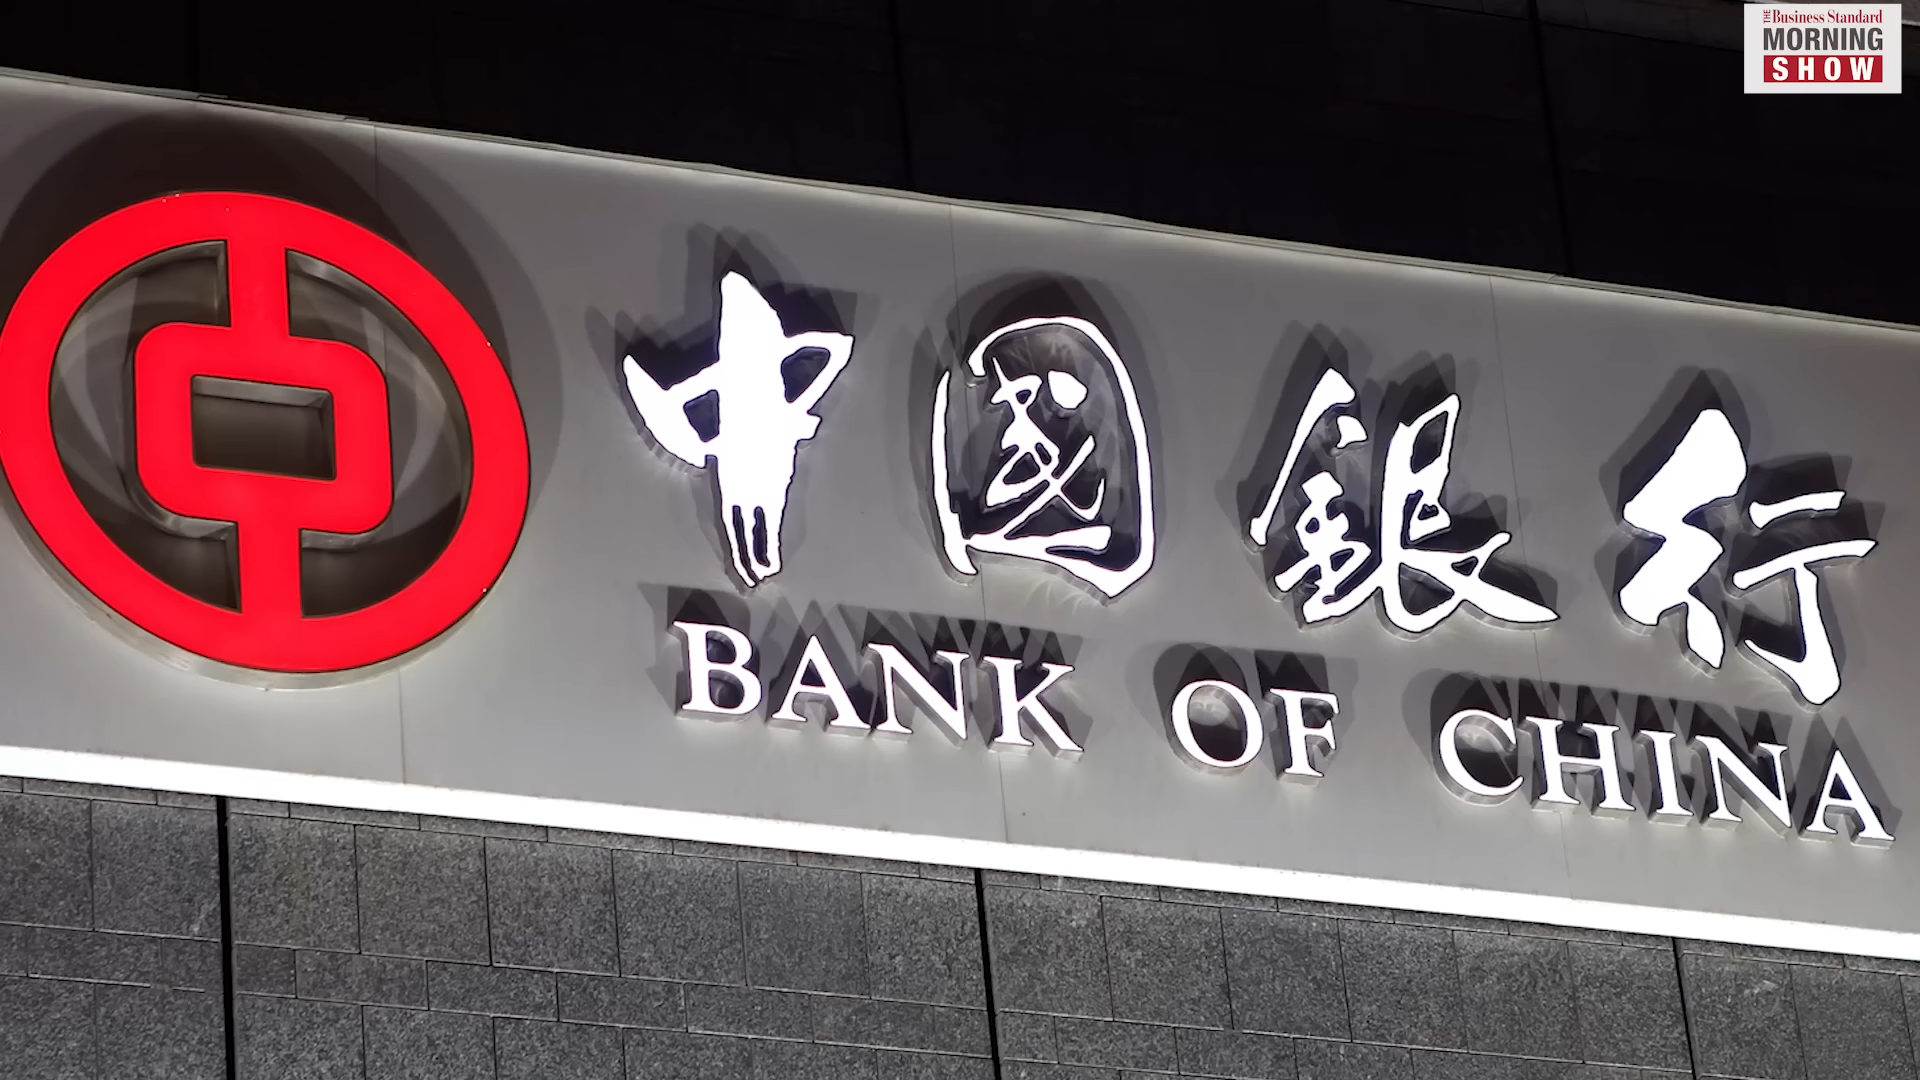 THE Business Standard
MORNING
SHOW
中國銀行
BANK OF CHINA